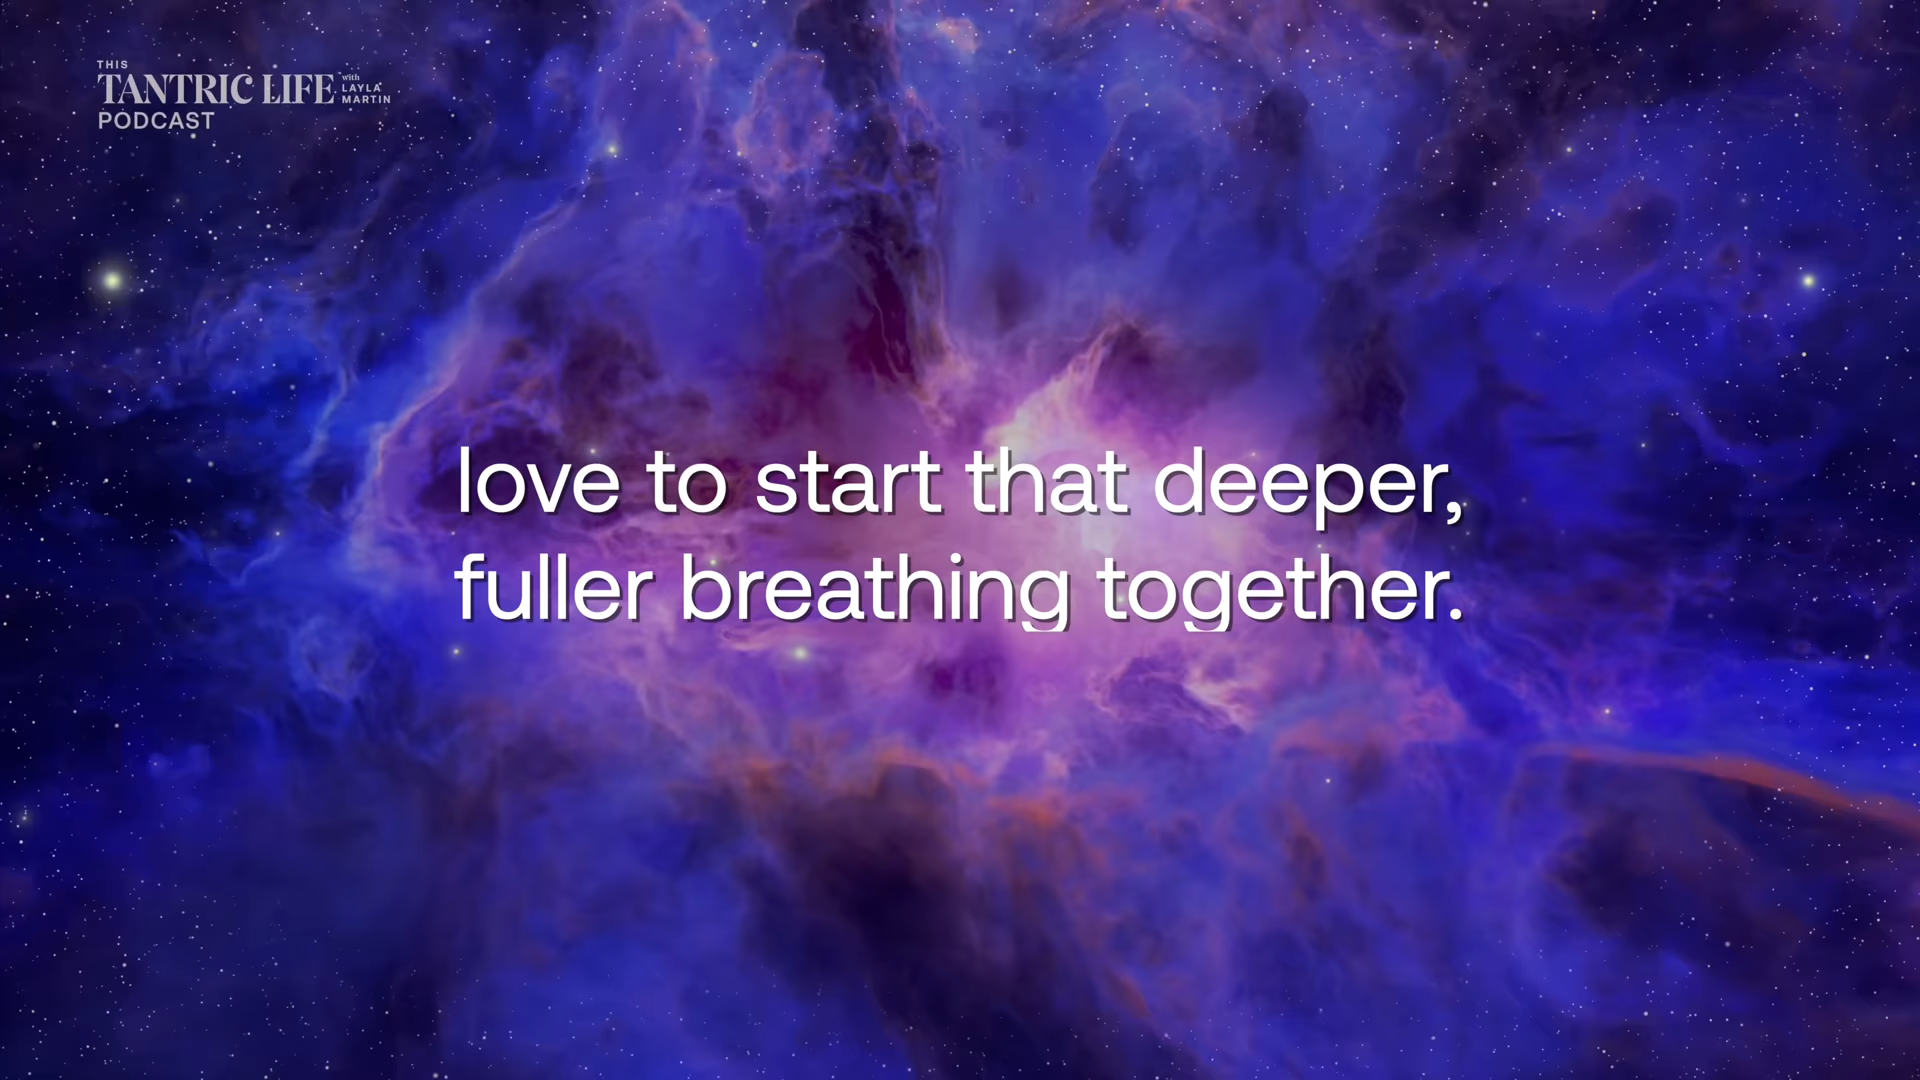 THIS
TANTRIC LIFE with LAYLA MARTIN
PODCAST
love to start that deeper,
fuller breathing together.